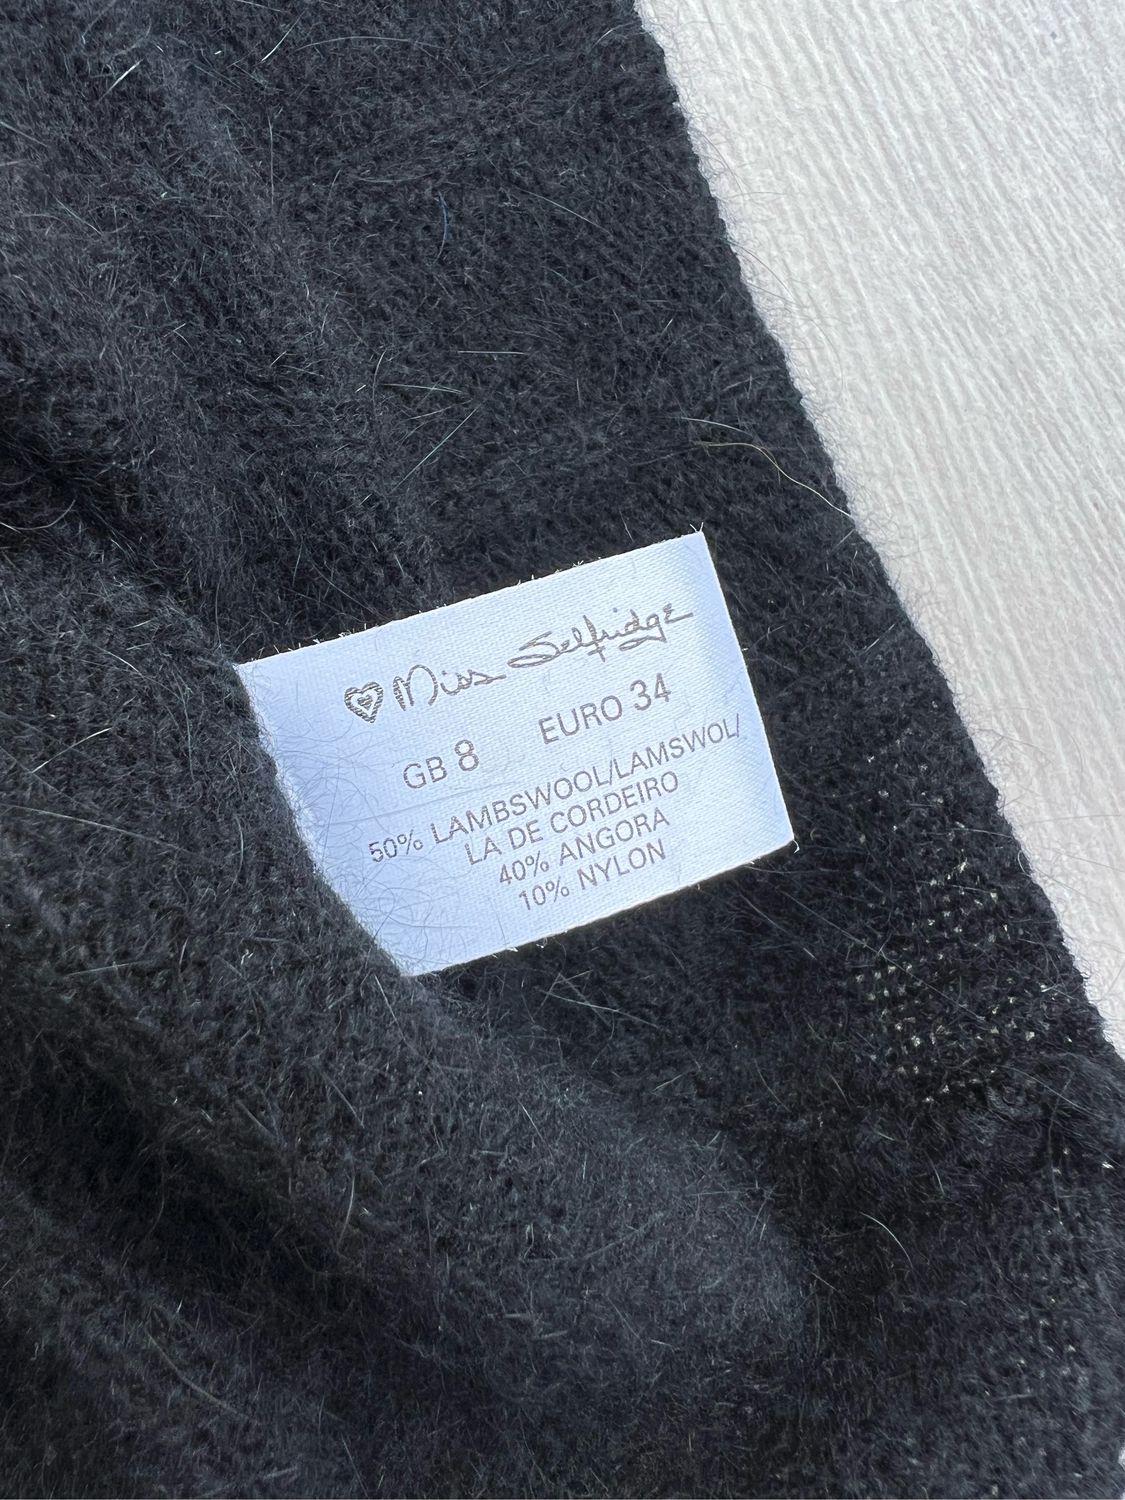 Miss Selfridge
GB 8 EURO 34
50% LAMBSWOOL/LAMSWOL/
LA DE CORDEIRO
40% ANGORA
10% NYLON